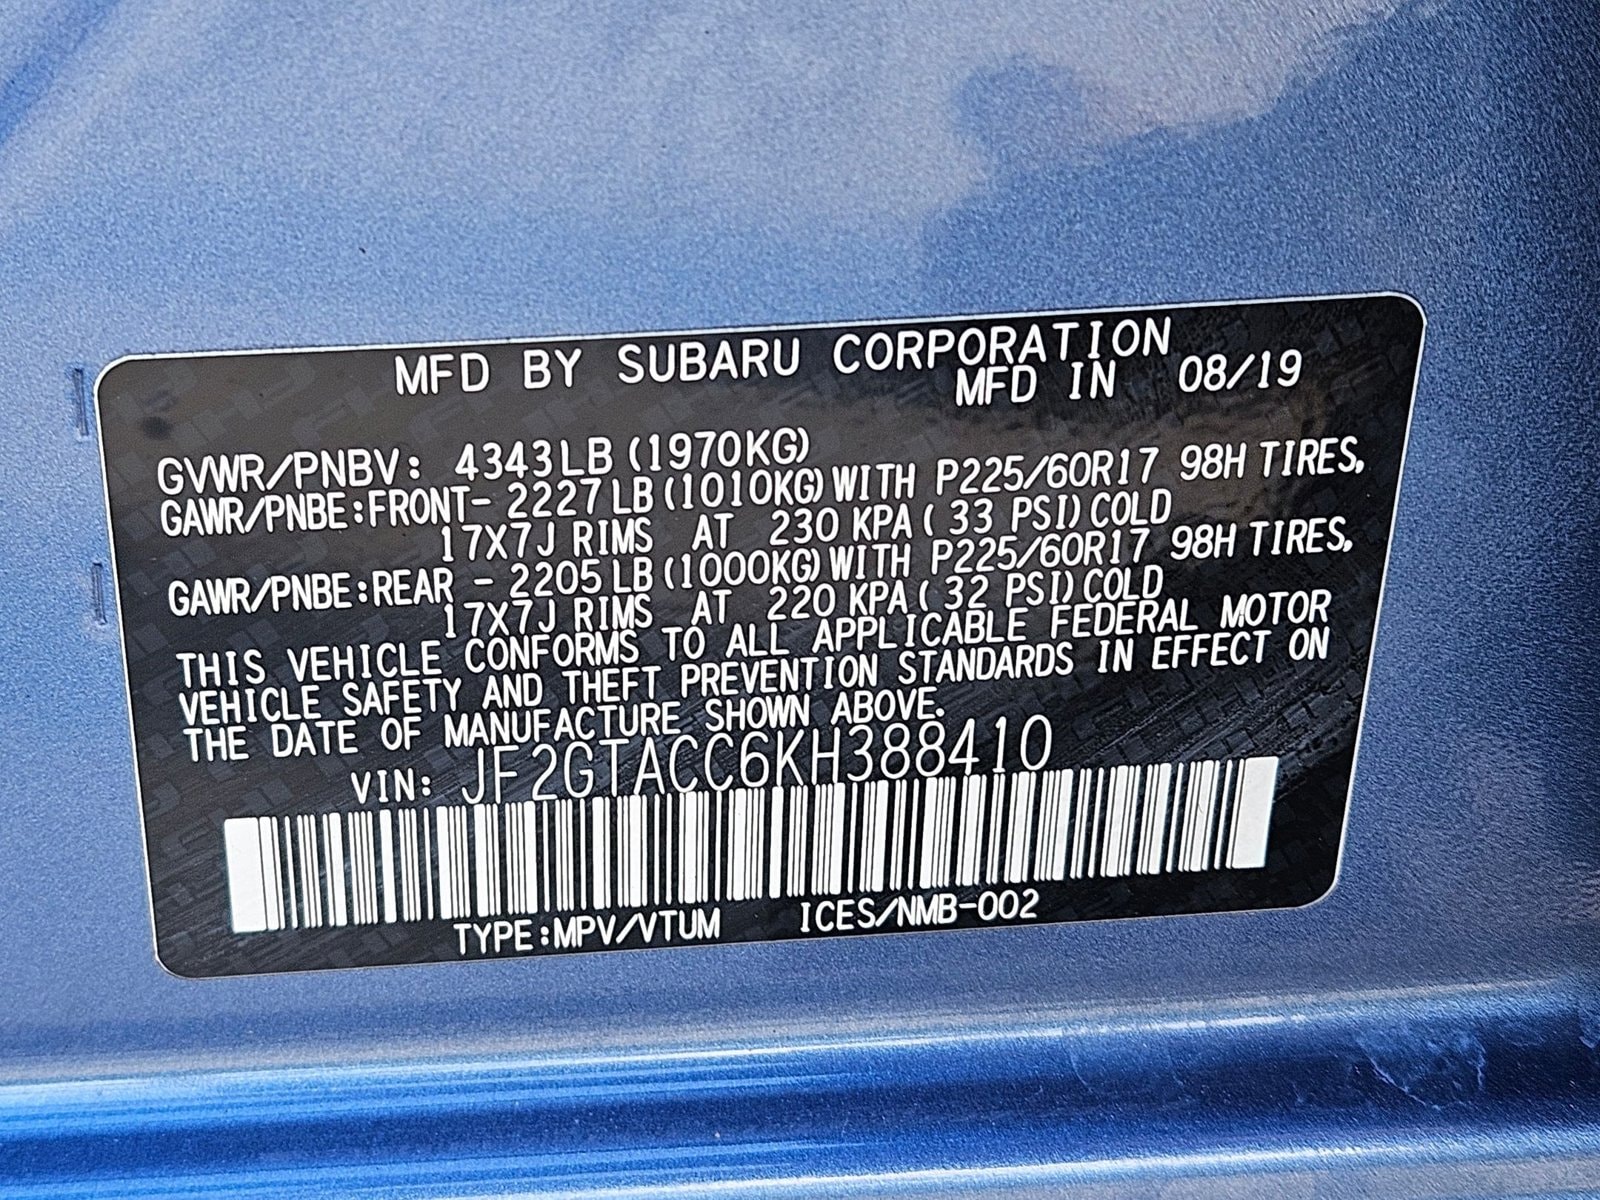 MFD BY SUBARU CORPORATION
MFD IN 08/19
GVWR/PNBV: 4343LB (1970KG)
GAWR/PNBE:FRONT- 2227LB (1010KG) WITH P225/60R17 98H TIRES,
17X7J RIMS AT 230 KPA ( 33 PSI) COLD
GAWR/PNBE:REAR - 2205LB (1000KG) WITH P225/60R17 98H TIRES,
17X7J RIMS AT 220 KPA ( 32 PSI) COLD
THIS VEHICLE CONFORMS TO ALL APPLICABLE FEDERAL MOTOR
VEHICLE SAFETY AND THEFT PREVENTION STANDARDS IN EFFECT ON
THE DATE OF MANUFACTURE SHOWN ABOVE.
VIN: JF2GTACC6KH388410
TYPE:MPV/VTUM ICES/NMB-002